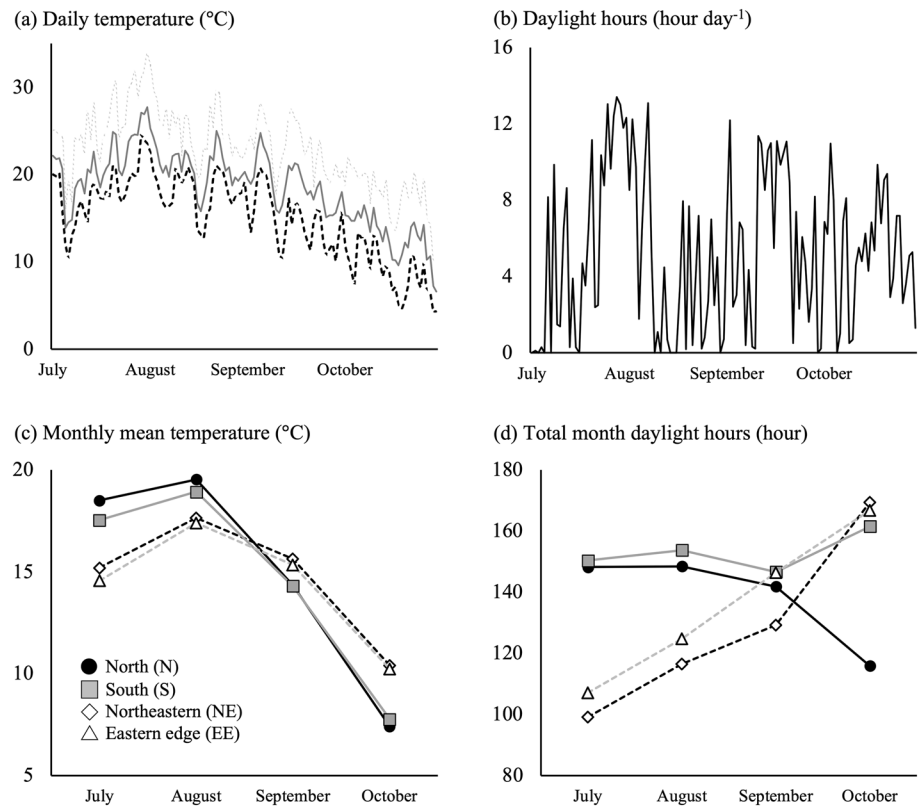 (a) Daily temperature (°C)
30
20
10
0
July August September October
(b) Daylight hours (hour day-1)
16
12
8
4
0
July August September October
(c) Monthly mean temperature (°C)
20
15
10
5
North (N)
South (S)
Northeastern (NE)
Eastern edge (EE)
July August September October
(d) Total month daylight hours (hour)
180
160
140
120
100
80
July August September October